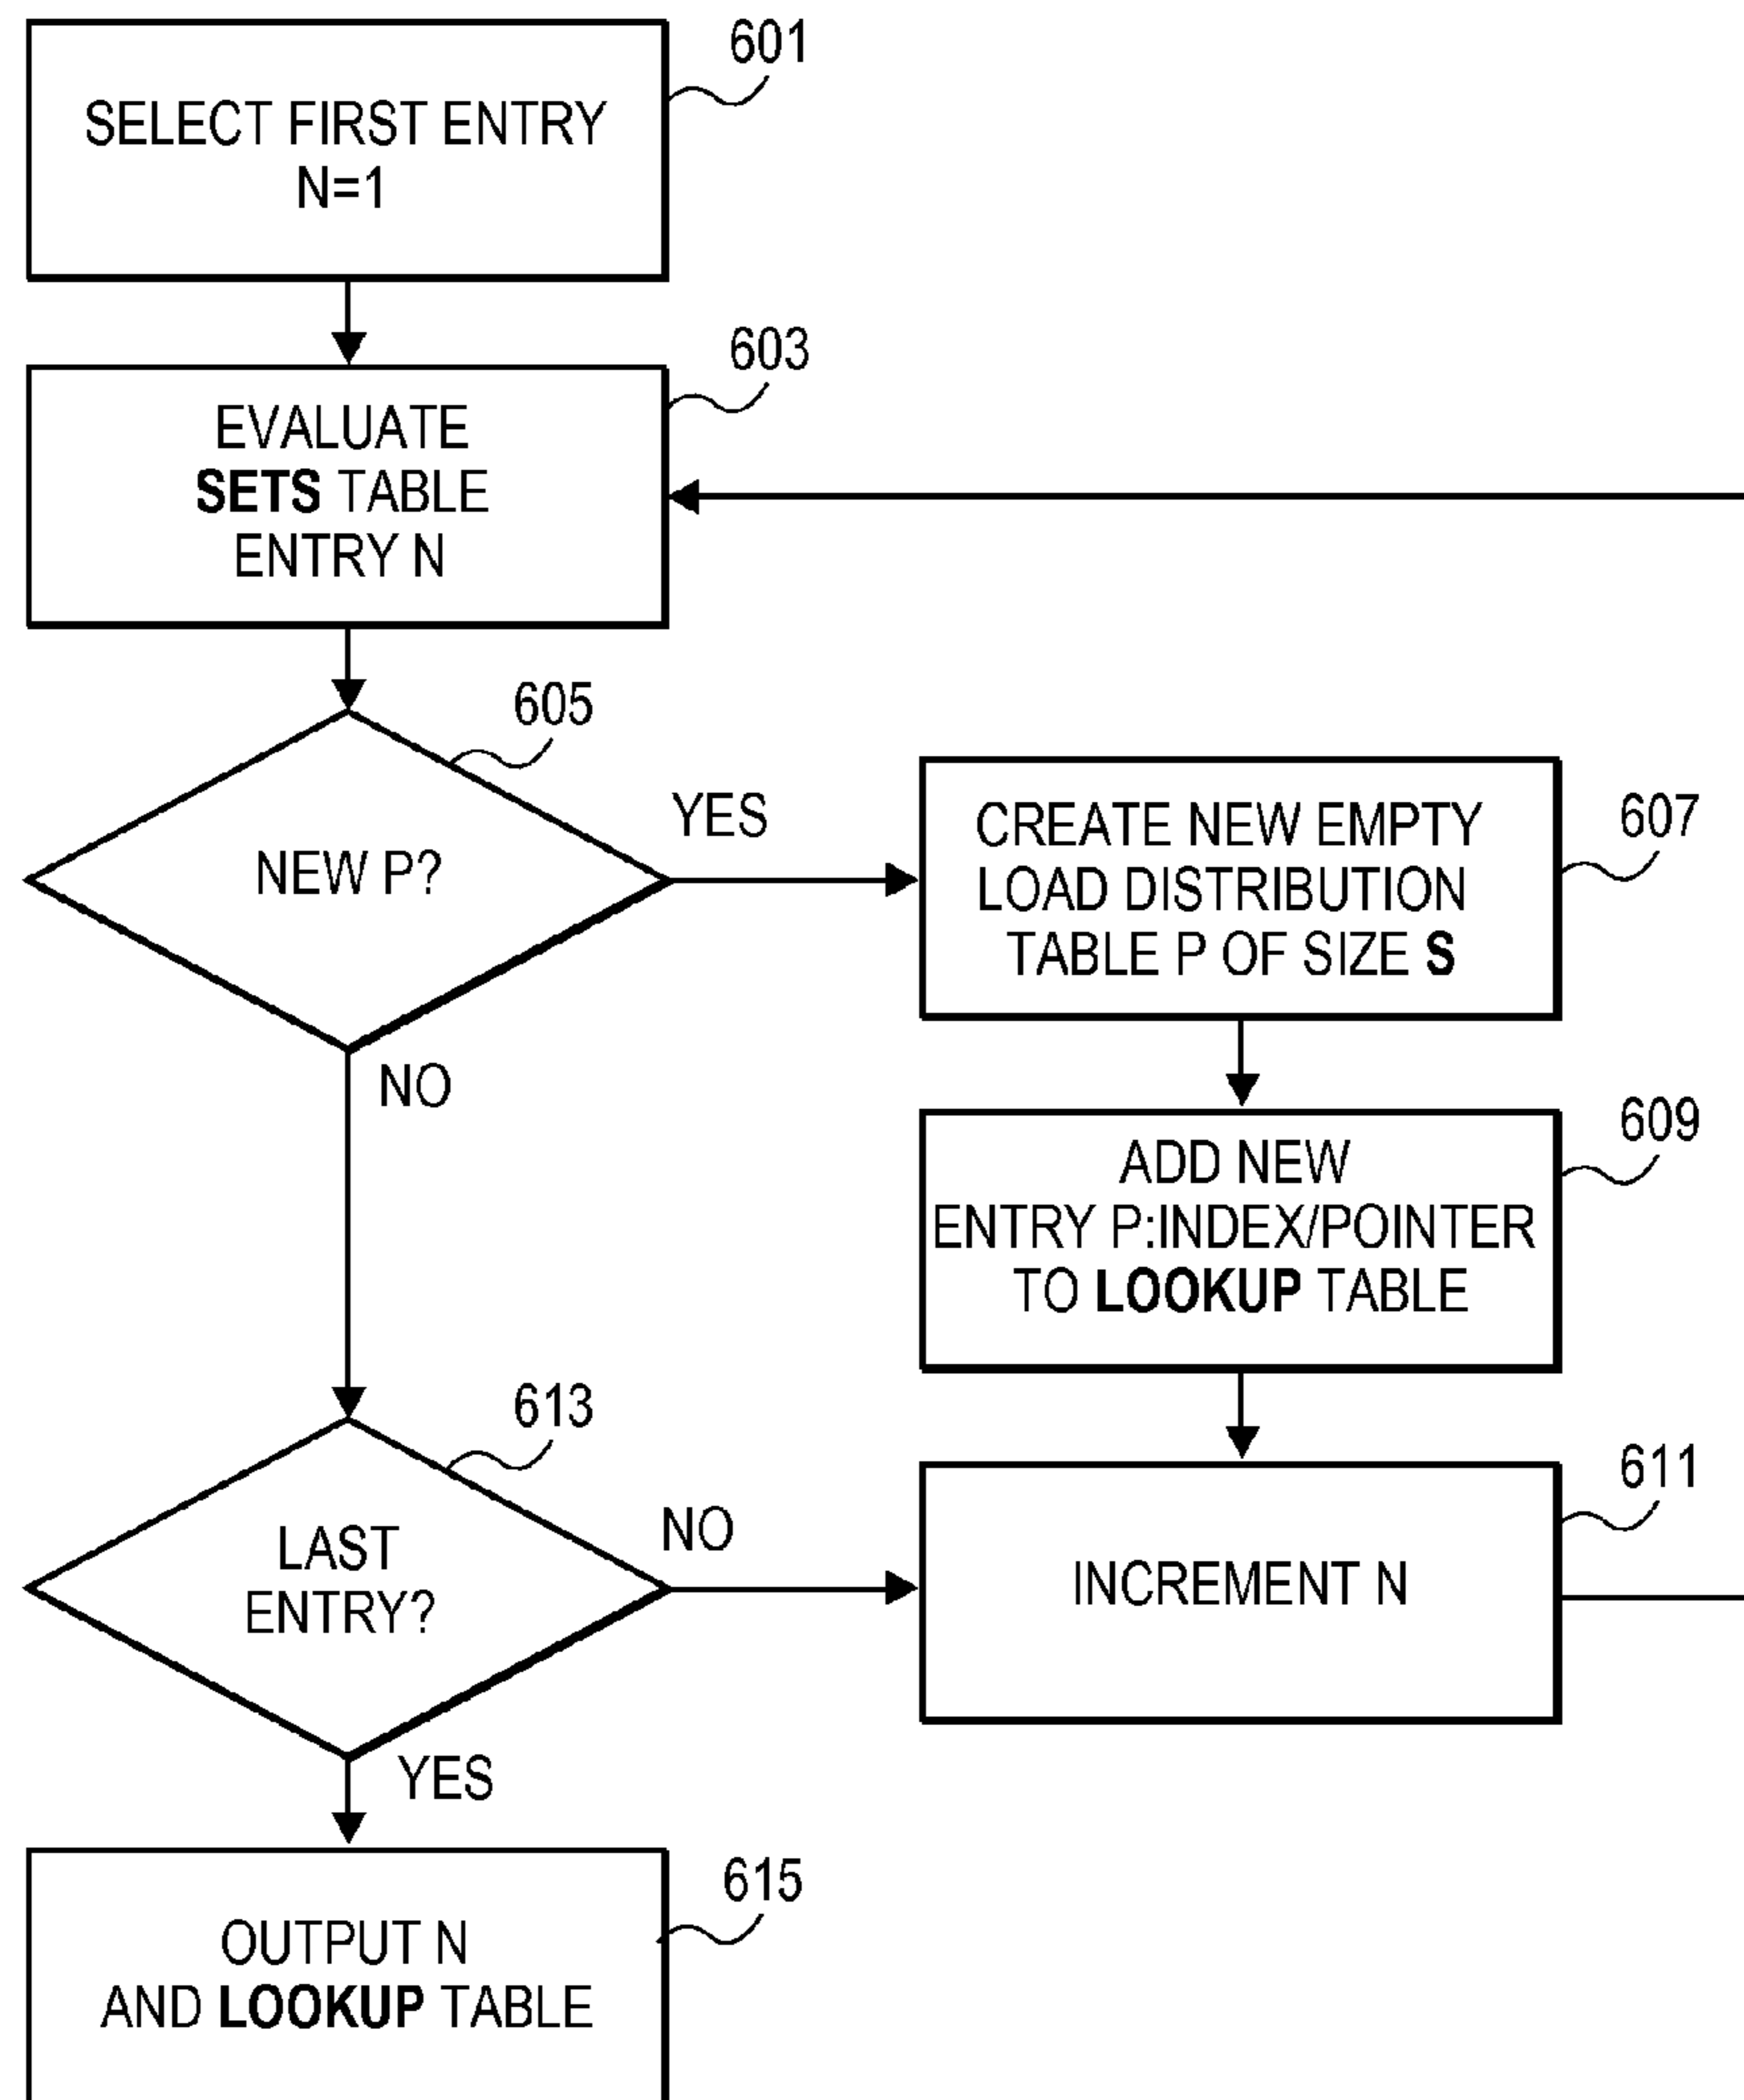 601
SELECT FIRST ENTRY
N=1
603
EVALUATE
SETS TABLE
ENTRY N
605
NEW P?
YES
NO
607
CREATE NEW EMPTY
LOAD DISTRIBUTION
TABLE P OF SIZE S
609
ADD NEW
ENTRY P:INDEX/POINTER
TO LOOKUP TABLE
611
INCREMENT N
613
LAST
ENTRY?
NO
YES
615
OUTPUT N
AND LOOKUP TABLE